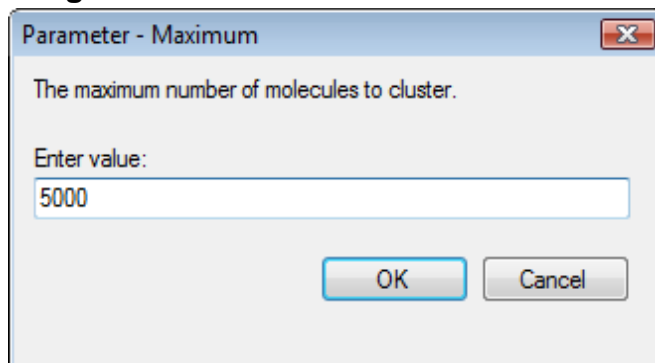 Parameter - Maximum
The maximum number of molecules to cluster.
Enter value:
5000
OK Cancel